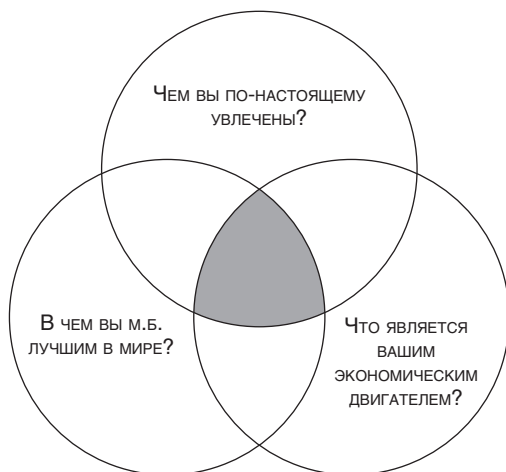 Чем вы по-настоящему
увлечены?
В чем вы м.б.
лучшим в мире?
Что является
вашим
экономическим
двигателем?